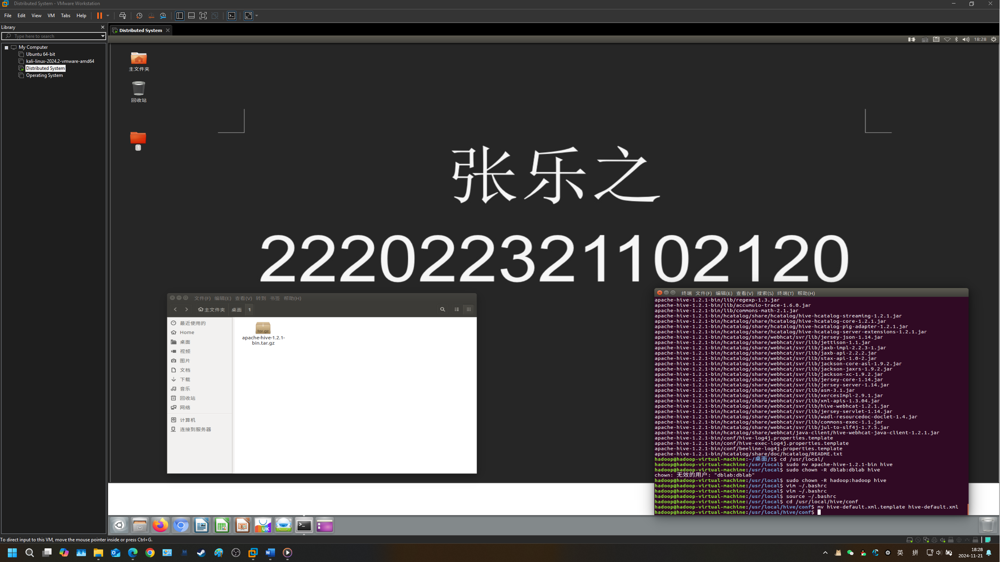 Distributed System - VMware Workstation
File Edit View VM Tabs Help
Library
Type here to search
My Computer
Ubuntu 64-bit
kali-linux-2024.2-vmware-amd64
Distributed System
Operating System
Distributed System
18:28
主文件夹
回收站
1
张乐之
222022321102120
文件(F) 编辑(E) 查看(V) 转到 书签 帮助(H)
主文件夹 桌面 1
最近使用的
Home
桌面
视频
图片
文档
下载
音乐
回收站
网络
计算机
连接到服务器
tar.gz
apache-hive-1.2.1-
bin.tar.gz
终端 文件(F) 编辑(E) 查看(V) 搜索(S) 终端(T) 帮助(H)
apache-hive-1.2.1-bin/lib/regexp-1.3.jar
apache-hive-1.2.1-bin/lib/accumulo-trace-1.6.0.jar
apache-hive-1.2.1-bin/lib/commons-math-2.1.jar
apache-hive-1.2.1-bin/hcatalog/share/hcatalog/hive-hcatalog-streaming-1.2.1.jar
apache-hive-1.2.1-bin/hcatalog/share/hcatalog/hive-hcatalog-core-1.2.1.jar
apache-hive-1.2.1-bin/hcatalog/share/hcatalog/hive-hcatalog-pig-adapter-1.2.1.jar
apache-hive-1.2.1-bin/hcatalog/share/hcatalog/hive-hcatalog-server-extensions-1.2.1.jar
apache-hive-1.2.1-bin/hcatalog/share/webhcat/svr/lib/jersey-json-1.14.jar
apache-hive-1.2.1-bin/hcatalog/share/webhcat/svr/lib/jettison-1.1.jar
apache-hive-1.2.1-bin/hcatalog/share/webhcat/svr/lib/jaxb-impl-2.2.3-1.jar
apache-hive-1.2.1-bin/hcatalog/share/webhcat/svr/lib/jaxb-api-2.2.2.jar
apache-hive-1.2.1-bin/hcatalog/share/webhcat/svr/lib/stax-api-1.0-2.jar
apache-hive-1.2.1-bin/hcatalog/share/webhcat/svr/lib/jackson-core-asl-1.9.2.jar
apache-hive-1.2.1-bin/hcatalog/share/webhcat/svr/lib/jackson-jaxrs-1.9.2.jar
apache-hive-1.2.1-bin/hcatalog/share/webhcat/svr/lib/jackson-xc-1.9.2.jar
apache-hive-1.2.1-bin/hcatalog/share/webhcat/svr/lib/jersey-core-1.14.jar
apache-hive-1.2.1-bin/hcatalog/share/webhcat/svr/lib/jersey-server-1.14.jar
apache-hive-1.2.1-bin/hcatalog/share/webhcat/svr/lib/asm-3.1.jar
apache-hive-1.2.1-bin/hcatalog/share/webhcat/svr/lib/xercesImpl-2.9.1.jar
apache-hive-1.2.1-bin/hcatalog/share/webhcat/svr/lib/xml-apis-1.3.04.jar
apache-hive-1.2.1-bin/hcatalog/share/webhcat/svr/lib/hive-webhcat-1.2.1.jar
apache-hive-1.2.1-bin/hcatalog/share/webhcat/svr/lib/jersey-servlet-1.14.jar
apache-hive-1.2.1-bin/hcatalog/share/webhcat/svr/lib/wadl-resourcedoc-doclet-1.4.jar
apache-hive-1.2.1-bin/hcatalog/share/webhcat/svr/lib/commons-exec-1.1.jar
apache-hive-1.2.1-bin/hcatalog/share/webhcat/svr/lib/jul-to-slf4j-1.7.5.jar
apache-hive-1.2.1-bin/hcatalog/share/webhcat/java-client/hive-webhcat-java-client-1.2.1.jar
apache-hive-1.2.1-bin/conf/hive-log4j.properties.template
apache-hive-1.2.1-bin/conf/hive-exec-log4j.properties.template
apache-hive-1.2.1-bin/conf/beeline-log4j.properties.template
apache-hive-1.2.1-bin/hcatalog/share/doc/hcatalog/README.txt
hadoop@hadoop-virtual-machine:~/桌面/1$ cd /usr/local/
hadoop@hadoop-virtual-machine:/usr/local$ sudo mv apache-hive-1.2.1-bin hive
hadoop@hadoop-virtual-machine:/usr/local$ sudo chown -R dblab:dblab hive
chown: 无效的用户: "dblab:dblab"
hadoop@hadoop-virtual-machine:/usr/local$ sudo chown -R hadoop:hadoop hive
hadoop@hadoop-virtual-machine:/usr/local$ vim ~/.bashrc
hadoop@hadoop-virtual-machine:/usr/local$ vim ~/.bashrc
hadoop@hadoop-virtual-machine:/usr/local$ source ~/.bashrc
hadoop@hadoop-virtual-machine:/usr/local$ cd /usr/local/hive/conf
hadoop@hadoop-virtual-machine:/usr/local/hive/conf$ mv hive-default.xml.template hive-default.xml
hadoop@hadoop-virtual-machine:/usr/local/hive/conf$
UK
To direct input to this VM, move the mouse pointer inside or press Ctrl+G.
英 拼
18:28
2024-11-21